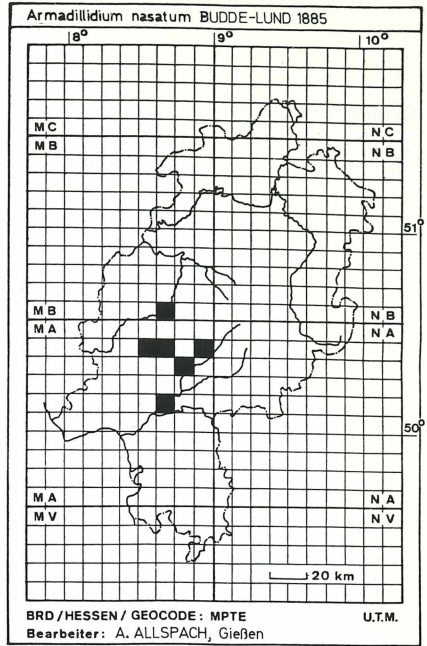 Armadillidium nasatum BUDDE-LUND 1885
8° 9° 10°
MC NC
MB NB
51°
MB NB
MA NA
50°
MA NA
MV NV
20 km
BRD/HESSEN/ GEOCODE: MPTE U.T.M.
Bearbeiter: A. ALLSPACH, Gießen